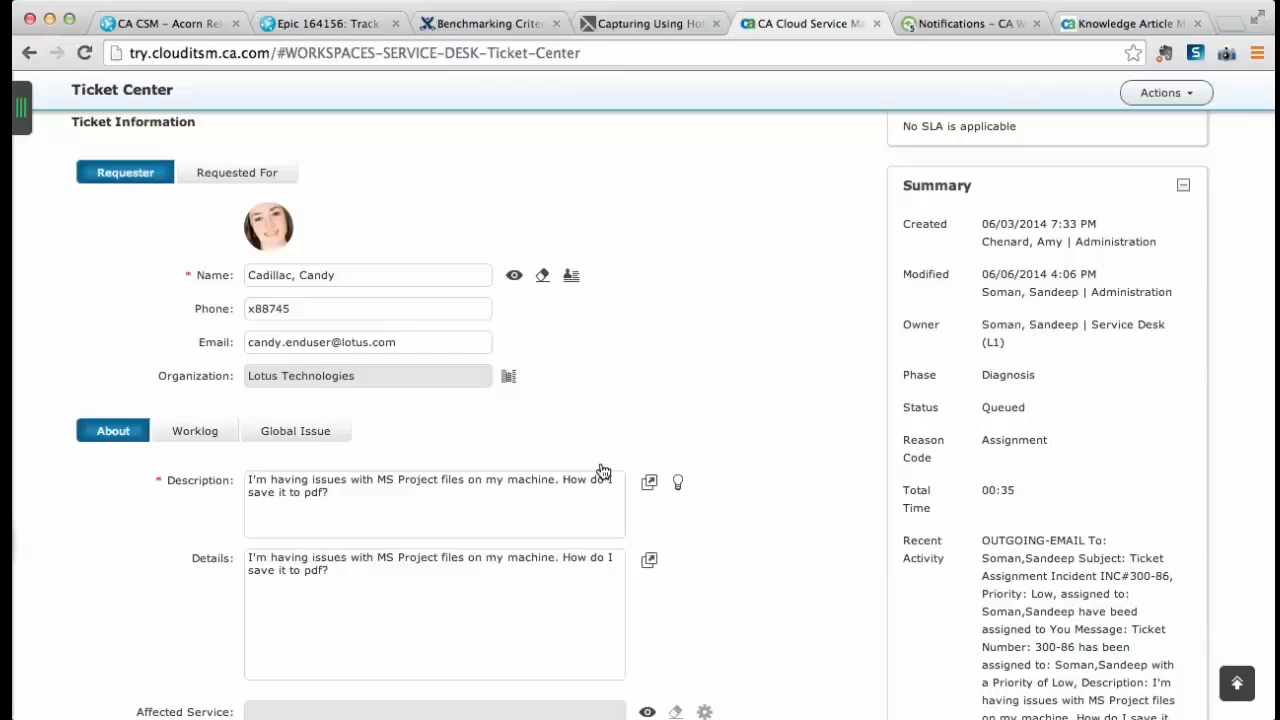 CA CSM – Acorn Re
Epic 164156: Track
Benchmarking Crite
Capturing Using Ho
CA Cloud Service Ma
Notifications – CA W
Knowledge Article M
try.clouditsm.ca.com/#WORKSPACES-SERVICE-DESK-Ticket-Center
Ticket Center
Actions
Ticket Information
Requester
Requested For
* Name:
Cadillac, Candy
Phone:
x88745
Email:
candy.enduser@lotus.com
Organization:
Lotus Technologies
About
Worklog
Global Issue
* Description:
I'm having issues with MS Project files on my machine. How do I
save it to pdf?
Details:
I'm having issues with MS Project files on my machine. How do I
save it to pdf?
Affected Service:
No SLA is applicable
Summary
Created
06/03/2014 7:33 PM
Chenard, Amy | Administration
Modified
06/06/2014 4:06 PM
Soman, Sandeep | Administration
Owner
Soman, Sandeep | Service Desk
(L1)
Phase
Diagnosis
Status
Queued
Reason
Code
Assignment
Total
Time
00:35
Recent
Activity
OUTGOING-EMAIL To:
Soman,Sandeep Subject: Ticket
Assignment Incident INC#300-86,
Priority: Low, assigned to:
Soman,Sandeep have beed
assigned to You Message: Ticket
Number: 300-86 has been
assigned to: Soman,Sandeep with
a Priority of Low, Description: I'm
having issues with MS Project files
on my machine. How do I save it